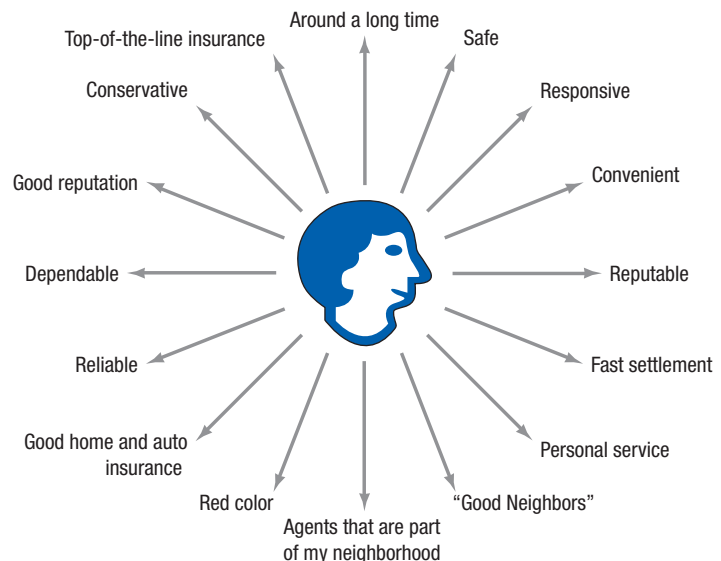 Around a long time
Top-of-the-line insurance
Safe
Conservative
Responsive
Good reputation
Convenient
Dependable
Reputable
Reliable
Fast settlement
Good home and auto
insurance
Personal service
Red color
“Good Neighbors”
Agents that are part
of my neighborhood